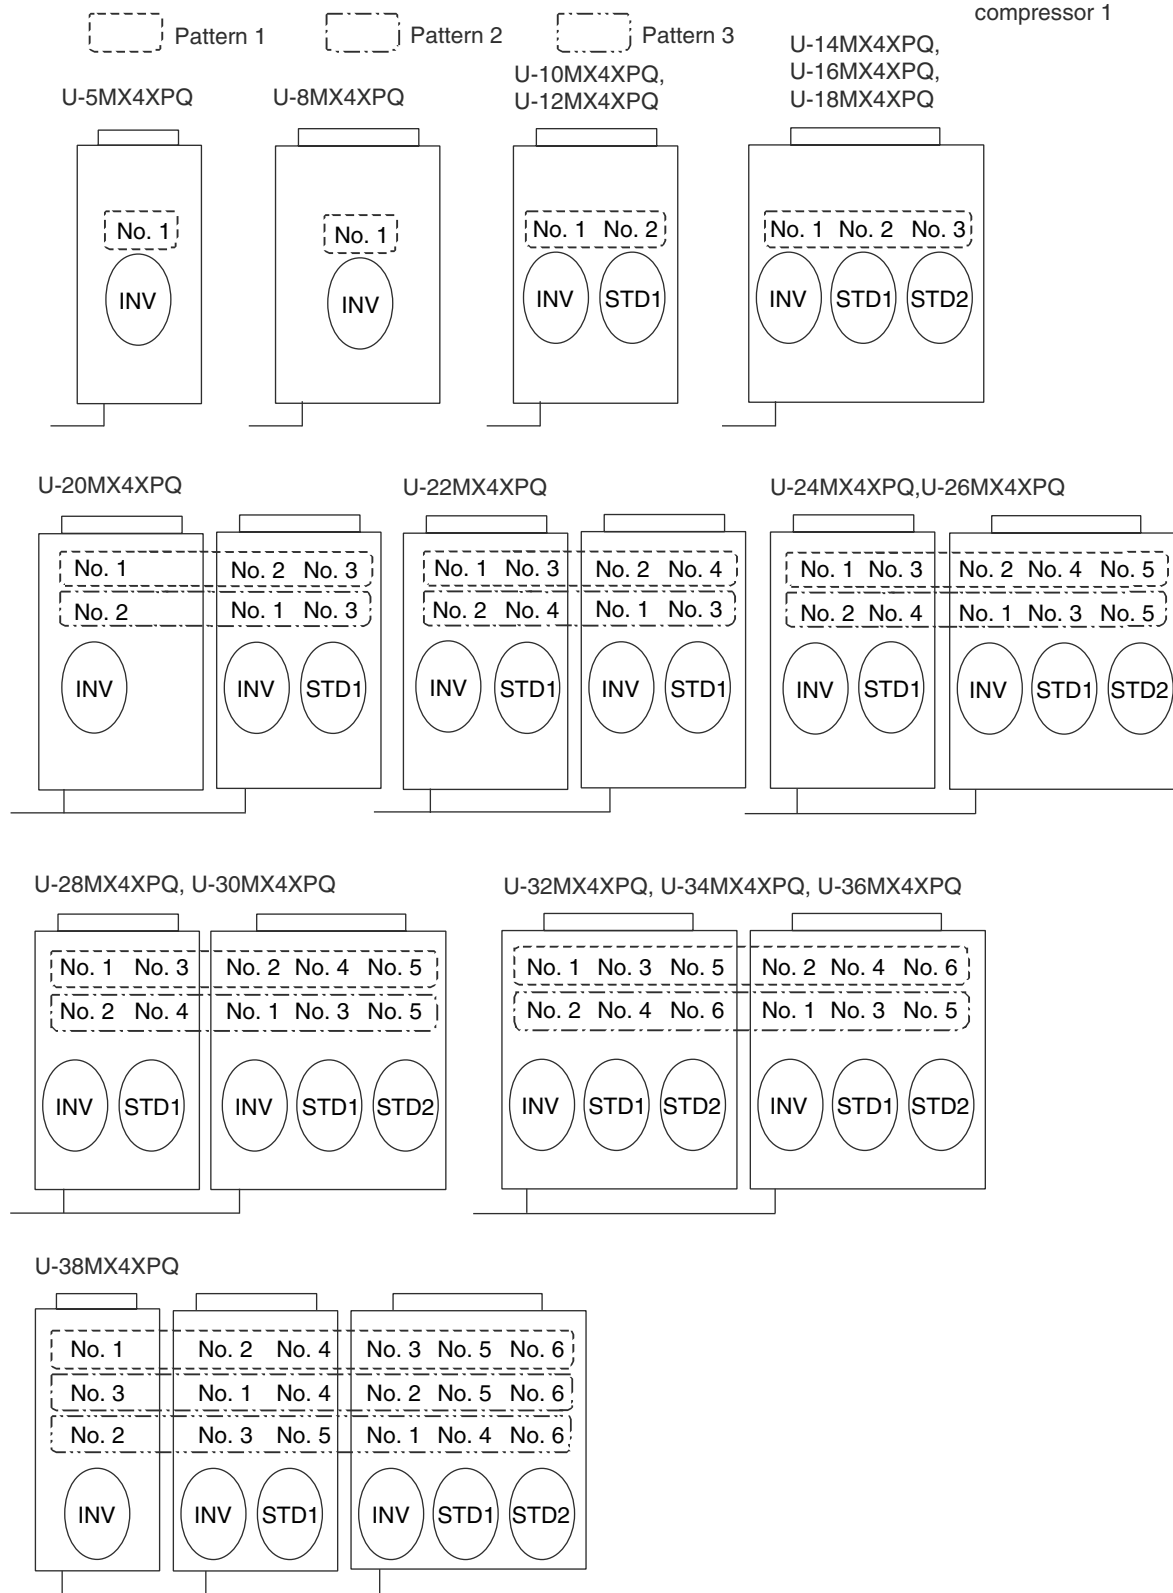 compressor 1
Pattern 1 Pattern 2 Pattern 3
U-5MX4XPQ
U-8MX4XPQ
U-10MX4XPQ,
U-12MX4XPQ
U-14MX4XPQ,
U-16MX4XPQ,
U-18MX4XPQ
No. 1
INV
No. 1
INV
No. 1 No. 2
INV STD1
No. 1 No. 2 No. 3
INV STD1 STD2
U-20MX4XPQ
No. 1 No. 2 No. 3
No. 2 No. 1 No. 3
INV INV STD1
U-22MX4XPQ
No. 1 No. 3 No. 2 No. 4
No. 2 No. 4 No. 1 No. 3
INV STD1 INV STD1
U-24MX4XPQ,U-26MX4XPQ
No. 1 No. 3 No. 2 No. 4 No. 5
No. 2 No. 4 No. 1 No. 3 No. 5
INV STD1 INV STD1 STD2
U-28MX4XPQ, U-30MX4XPQ
No. 1 No. 3 No. 2 No. 4 No. 5
No. 2 No. 4 No. 1 No. 3 No. 5
INV STD1 INV STD1 STD2
U-32MX4XPQ, U-34MX4XPQ, U-36MX4XPQ
No. 1 No. 3 No. 5 No. 2 No. 4 No. 6
No. 2 No. 4 No. 6 No. 1 No. 3 No. 5
INV STD1 STD2 INV STD1 STD2
U-38MX4XPQ
No. 1 No. 2 No. 4 No. 3 No. 5 No. 6
No. 3 No. 1 No. 4 No. 2 No. 5 No. 6
No. 2 No. 3 No. 5 No. 1 No. 4 No. 6
INV INV STD1 INV STD1 STD2